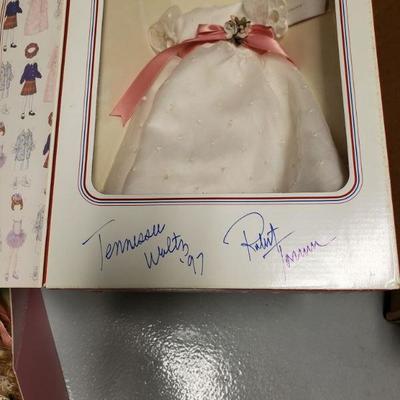 Tennessee
Waltz '97
Robert
Tonner